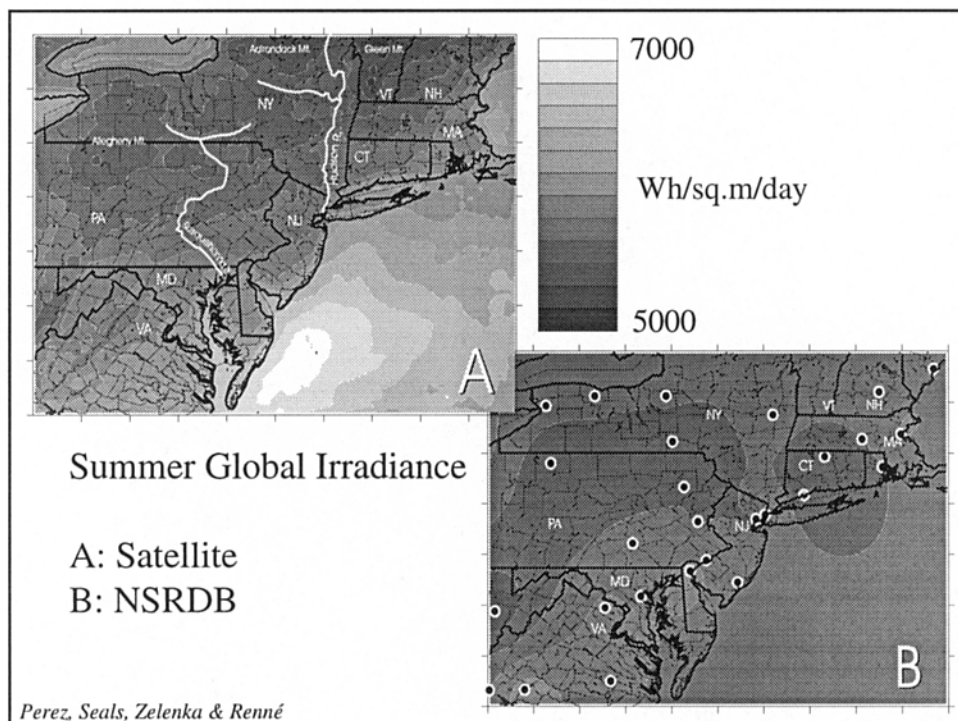 Adirondack Mt.
Green Mt.
NY
VT
NH
MA
Allegheny Mt.
Hudson R.
CT
PA
NJ
Susquehanna
MD
VA
A
7000
Wh/sq.m/day
5000
NY
VT
NH
MA
CT
PA
NJ
MD
VA
B
Summer Global Irradiance
A: Satellite
B: NSRDB
Perez, Seals, Zelenka & Renné